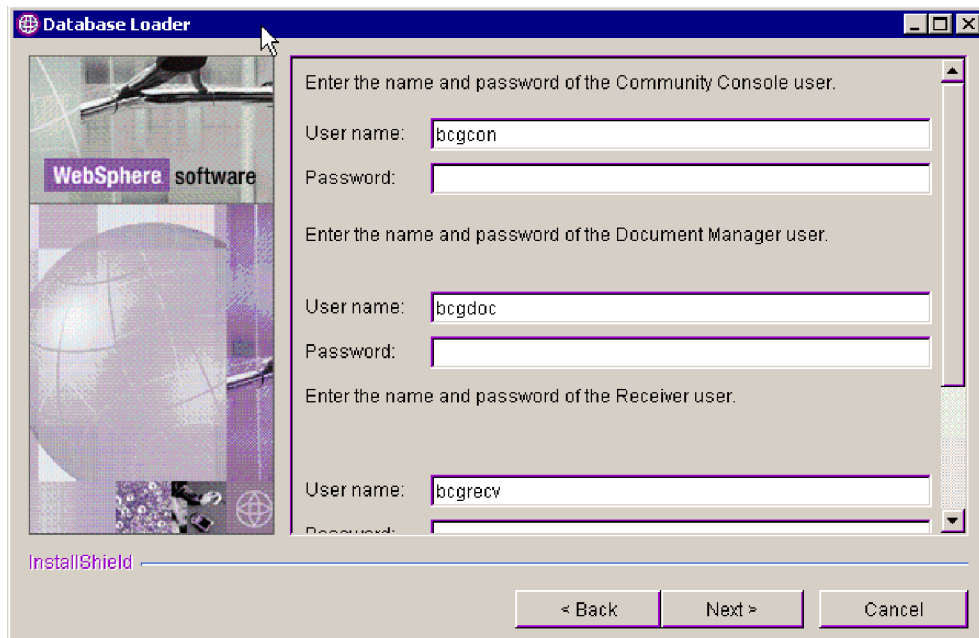 Database Loader
WebSphere software
Enter the name and password of the Community Console user.
User name: bcgcon
Password:
Enter the name and password of the Document Manager user.
User name: bcgdoc
Password:
Enter the name and password of the Receiver user.
User name: bcgrecv
Password:
InstallShield
< Back Next > Cancel